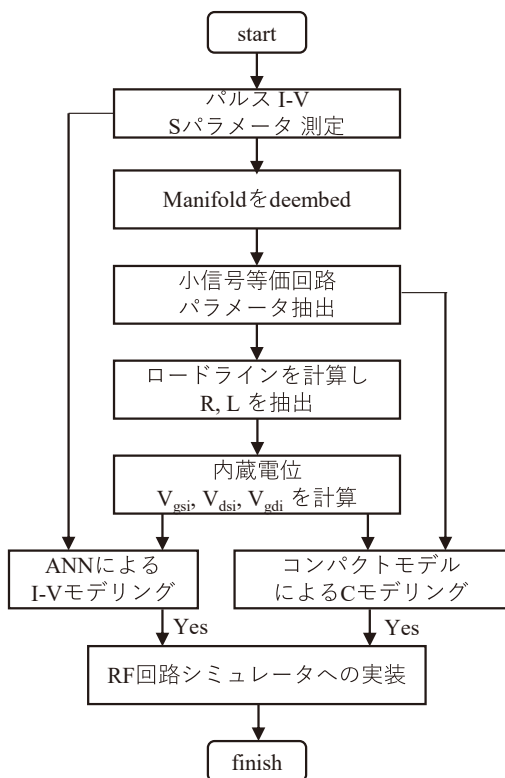 start
パルス I-V
Sパラメータ 測定
Manifoldをdeembed
小信号等価回路
パラメータ抽出
ロードラインを計算し
R, L を抽出
内蔵電位
Vgsi, Vdsi, Vgdi を計算
ANNによる
I-Vモデリング
コンパクトモデル
によるCモデリング
Yes
Yes
RF回路シミュレータへの実装
finish